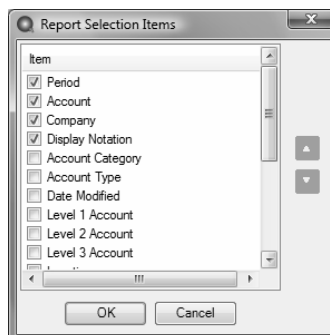 Report Selection Items
Item
Period
Account
Company
Display Notation
Account Category
Account Type
Date Modified
Level 1 Account
Level 2 Account
Level 3 Account
OK
Cancel